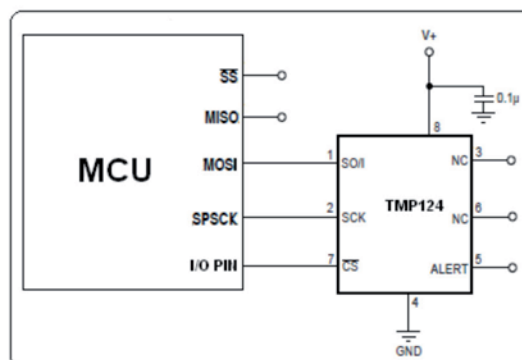 MCU
SS
MISO
MOSI
SPSCK
I/O PIN
V+
0.1µ
8
1 SO/I
2 SCK
7 CS
TMP124
NC 3
NC 6
ALERT 5
4
GND